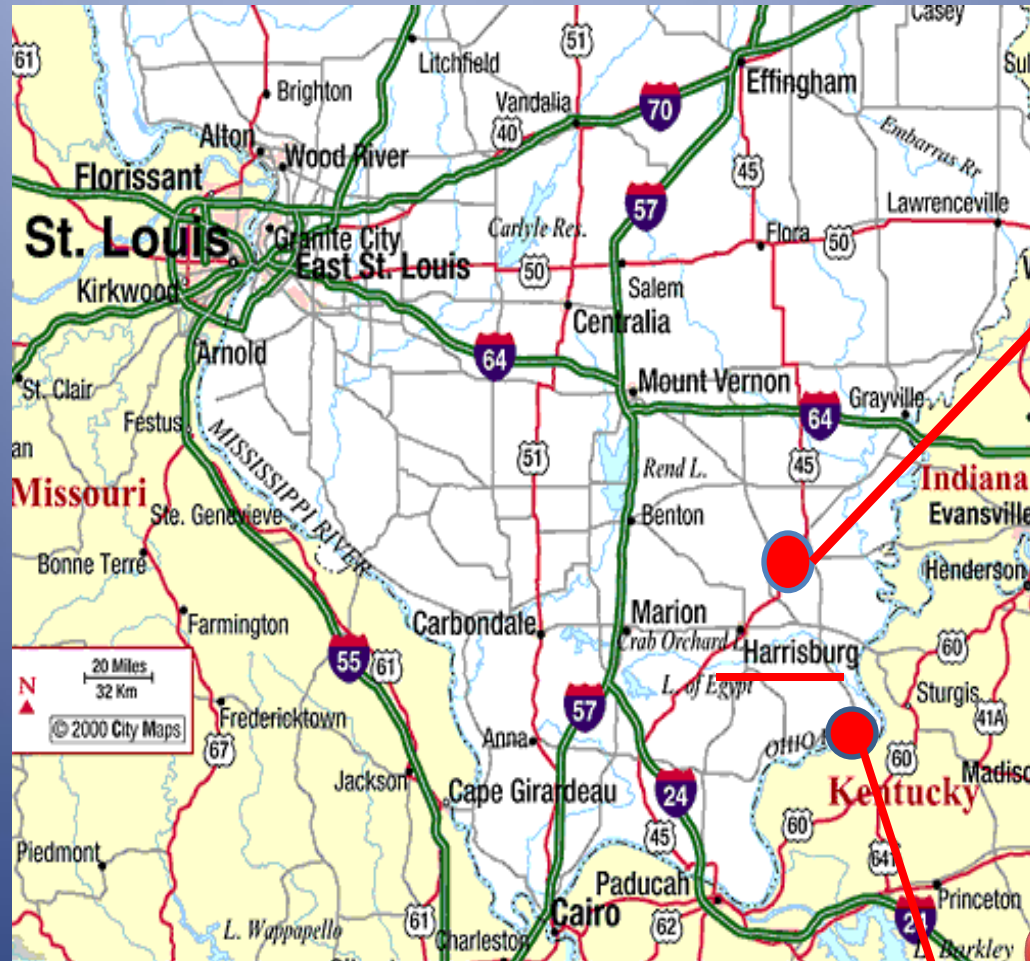 Casey
61
51
Litchfield
Sul
Effingham
Brighton
Vandalia
70
40
Embarras Rr
Alton
Wood River
45
Florissant
57
Lawrenceville
St. Louis
Granite City
Carlyle Res.
Flora
50
East St. Louis
50
Kirkwood
Salem
Centralia
Arnold
64
Mount Vernon
St. Clair
Grayville
64
Festus
MISSISSIPPI RIVER
an
51
Rend L.
45
Indiana
Missouri
Ste. Genevieve
Benton
Evansville
Bonne Terre
Henderson
Farmington
Carbondale
Marion
Crab Orchard L
60
Harrisburg
20 Miles
32 Km
N
55
61
L. of Egypt
Sturgis
© 2000 City Maps
Fredericktown
57
41A
67
Anna
OHIO
60
Madiso
Jackson
Cape Girardeau
24
Kentucky
60
45
Piedmont
641
Paducah
Princeton
61
Cairo
62
L. Wappapello
Charleston
L. Barkley